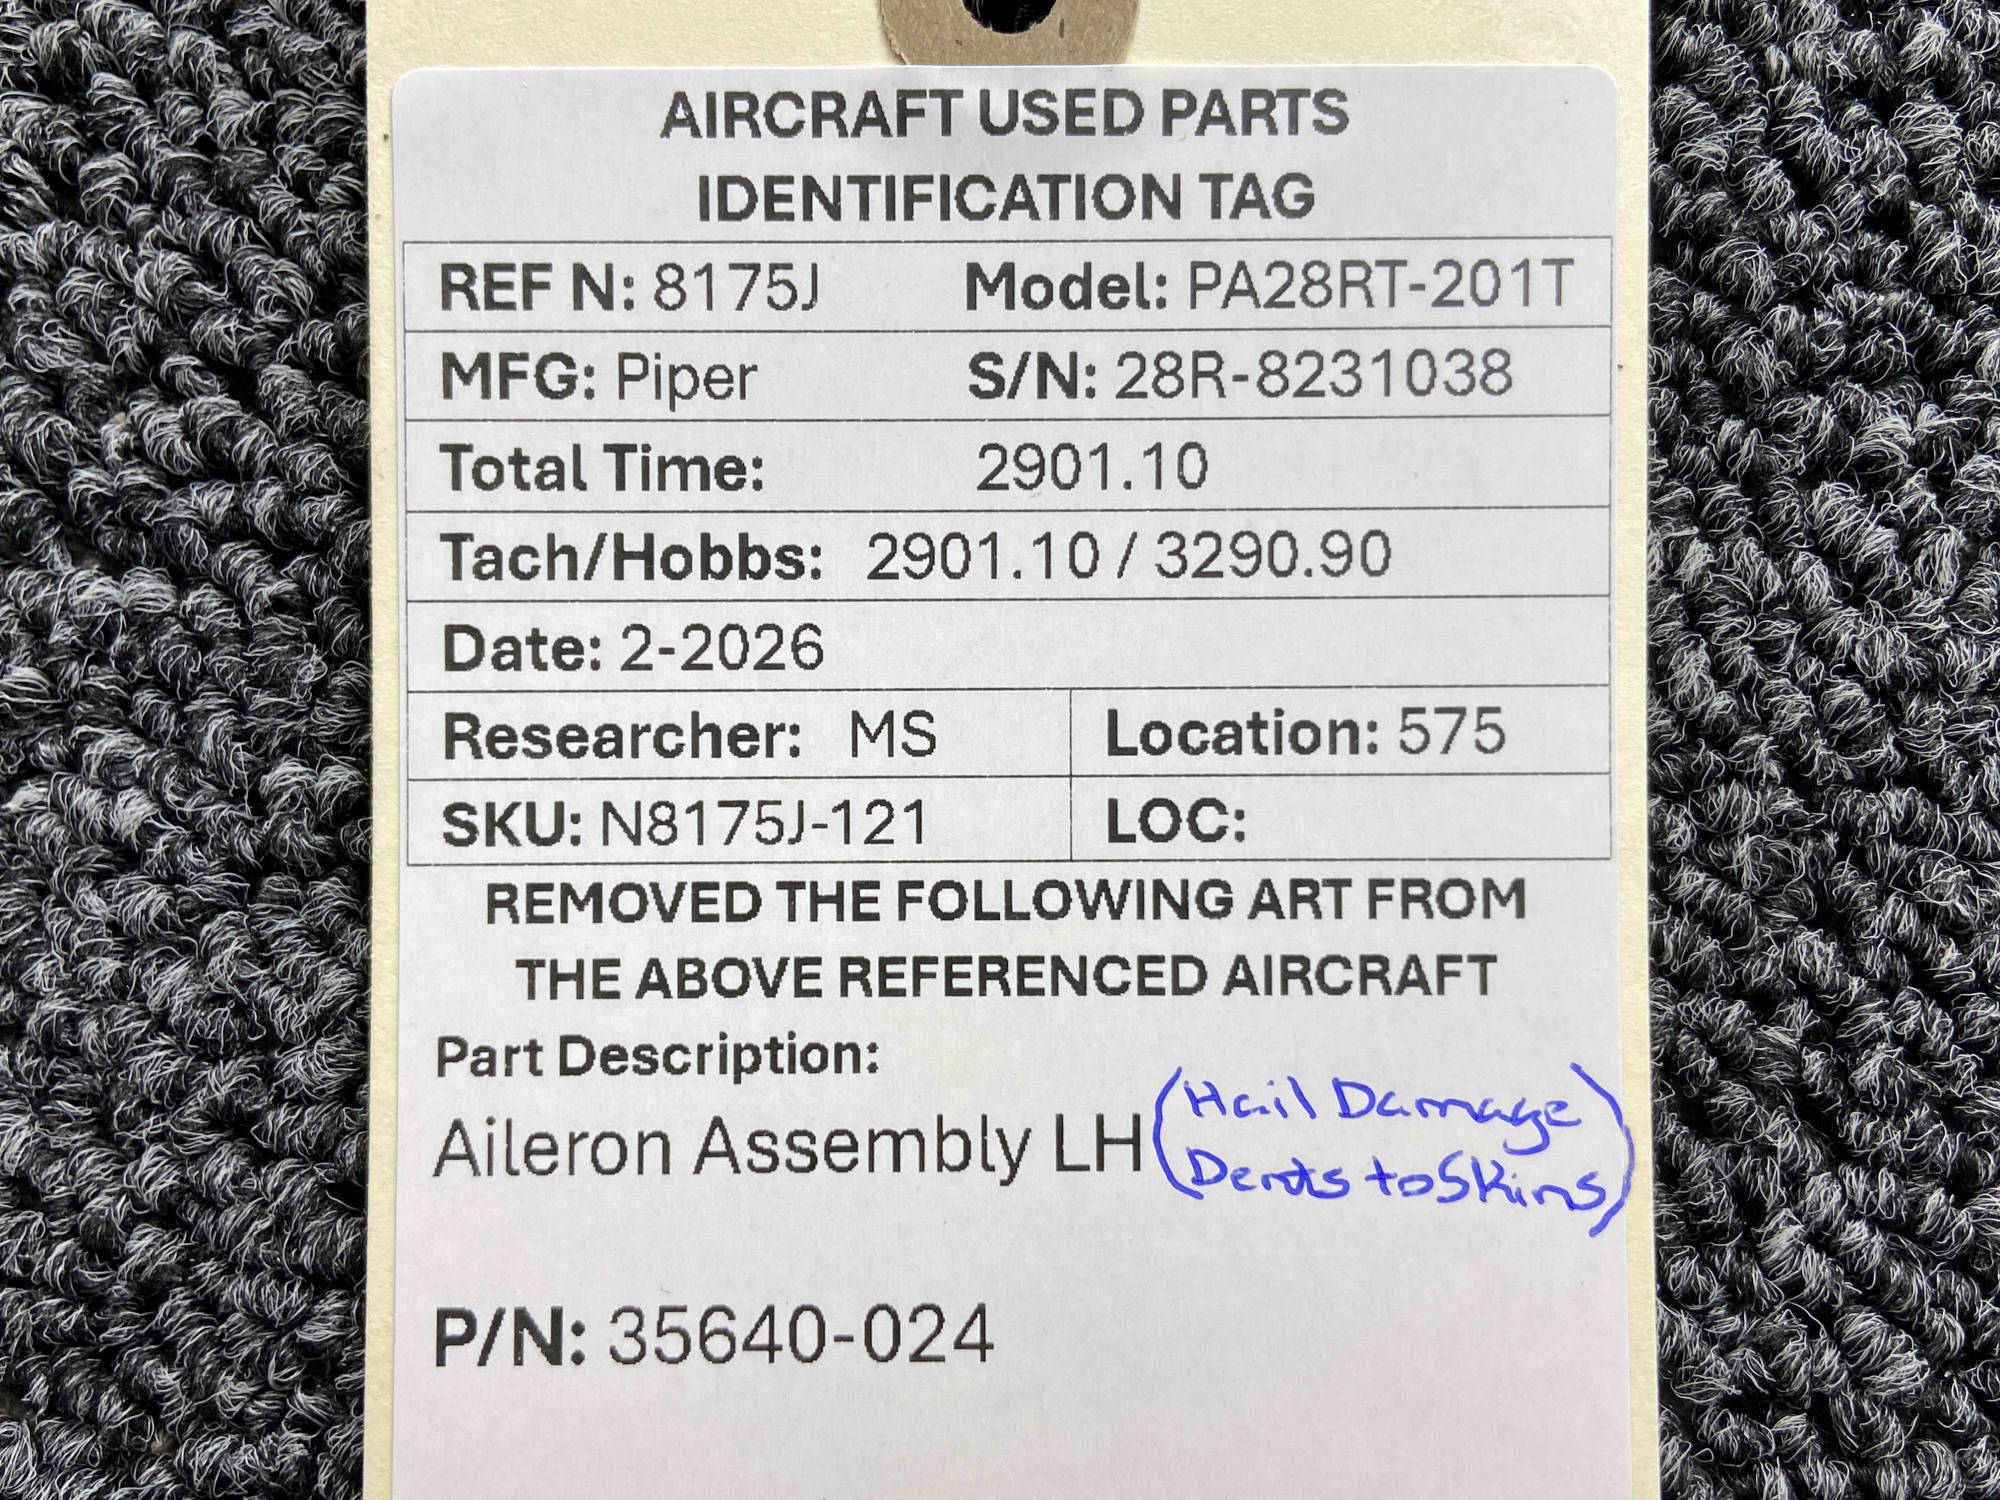 AIRCRAFT USED PARTS
IDENTIFICATION TAG
REF N: 8175J Model: PA28RT-201T
MFG: Piper S/N: 28R-8231038
Total Time: 2901.10
Tach/Hobbs: 2901.10 / 3290.90
Date: 2-2026
Researcher: MS Location: 575
SKU: N8175J-121 LOC:
REMOVED THE FOLLOWING ART FROM
THE ABOVE REFERENCED AIRCRAFT
Part Description:
Aileron Assembly LH (Hail Damage
Dents to Skins)
P/N: 35640-024